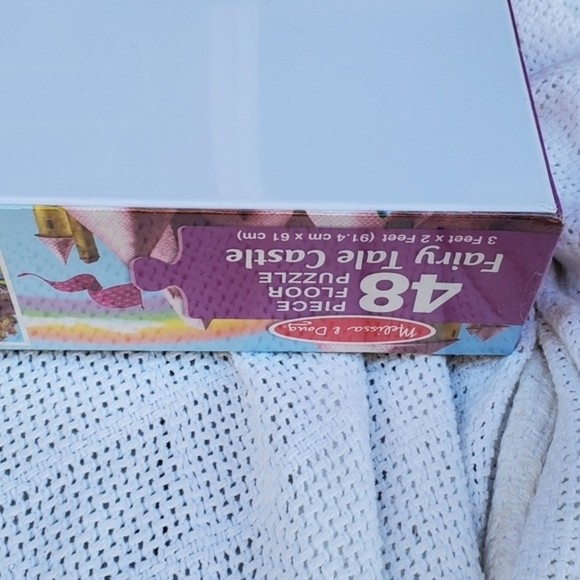 Melissa & Doug
48 PIECE
FLOOR
PUZZLE
Fairy Tale Castle
3 Feet x 2 Feet (91.4 cm x 61 cm)